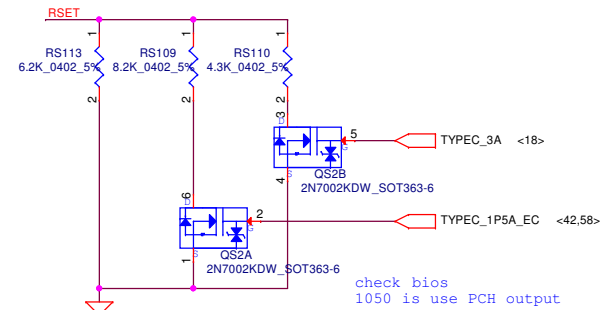 RSET
1 1 1
RS113 RS109 RS110
6.2K_0402_5% 8.2K_0402_5% 4.3K_0402_5%
2 2 2
3
D
5 TYPEC_3A <18>
G
S
4
QS2B
2N7002KDW_SOT363-6
6
D
2 TYPEC_1P5A_EC <42,58>
G
S
1
QS2A
2N7002KDW_SOT363-6
check bios
1050 is use PCH output